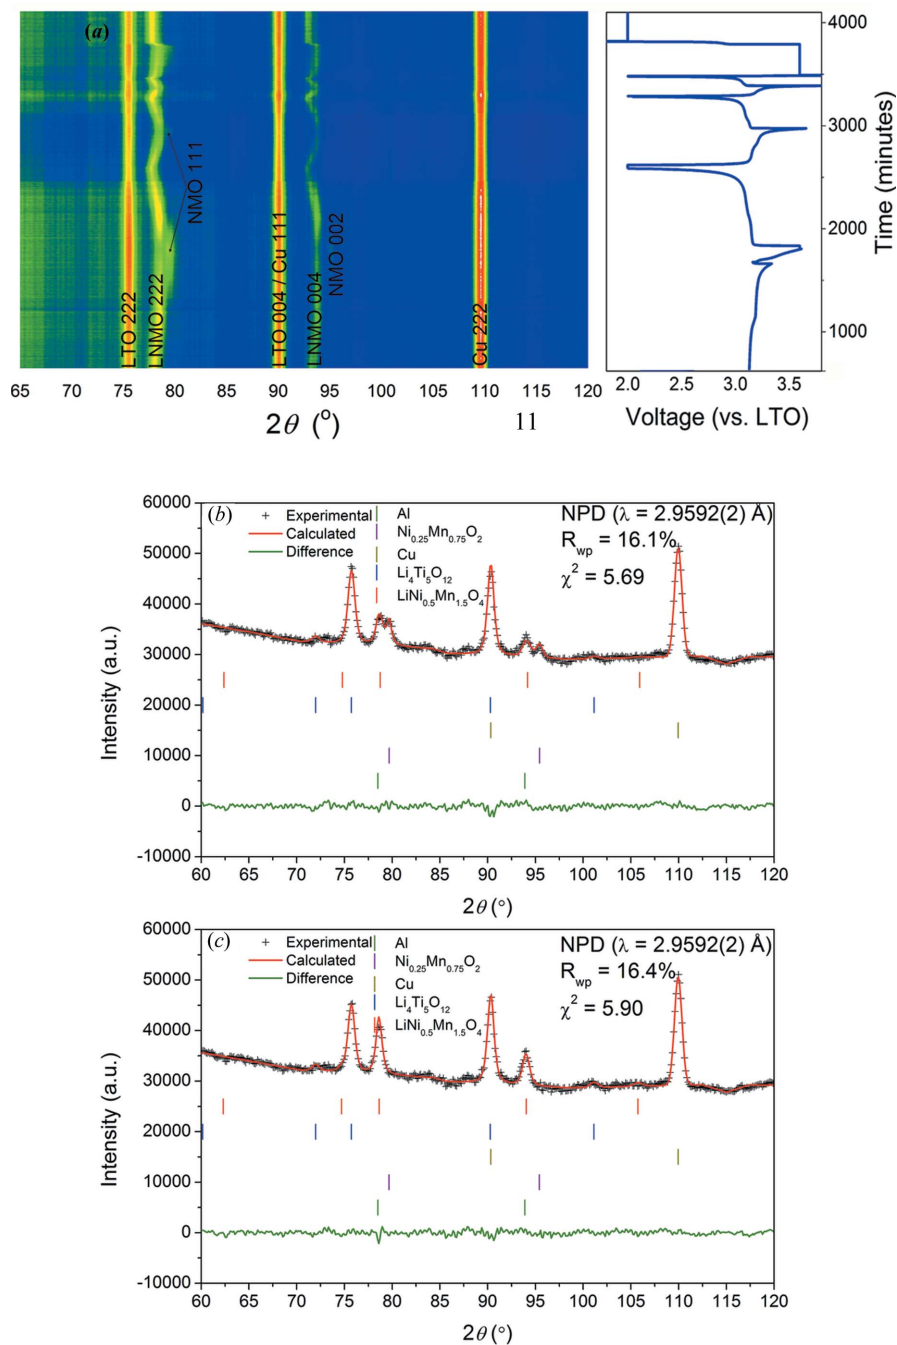 (a)
LTO 222
LNMO 222
NMO 111
LTO 004 / Cu 111
LNMO 004
NMO 002
Cu 222
65 70 75 80 85 90 95 100 105 110 115 120
2θ (°)
11
4000
3000
2000
1000
Time (minutes)
2.0 2.5 3.0 3.5
Voltage (vs. LTO)
(b)
Experimental
Calculated
Difference
Al
Ni0.25Mn0.75O2
Cu
Li4Ti5O12
LiNi0.5Mn1.5O4
NPD (λ = 2.9592(2) Å)
Rwp = 16.1%
χ² = 5.69
60000
50000
40000
30000
20000
10000
0
-10000
Intensity (a.u.)
60 65 70 75 80 85 90 95 100 105 110 115 120
2θ (°)
(c)
Experimental
Calculated
Difference
Al
Ni0.25Mn0.75O2
Cu
Li4Ti5O12
LiNi0.5Mn1.5O4
NPD (λ = 2.9592(2) Å)
Rwp = 16.4%
χ² = 5.90
60000
50000
40000
30000
20000
10000
0
-10000
Intensity (a.u.)
60 65 70 75 80 85 90 95 100 105 110 115 120
2θ (°)